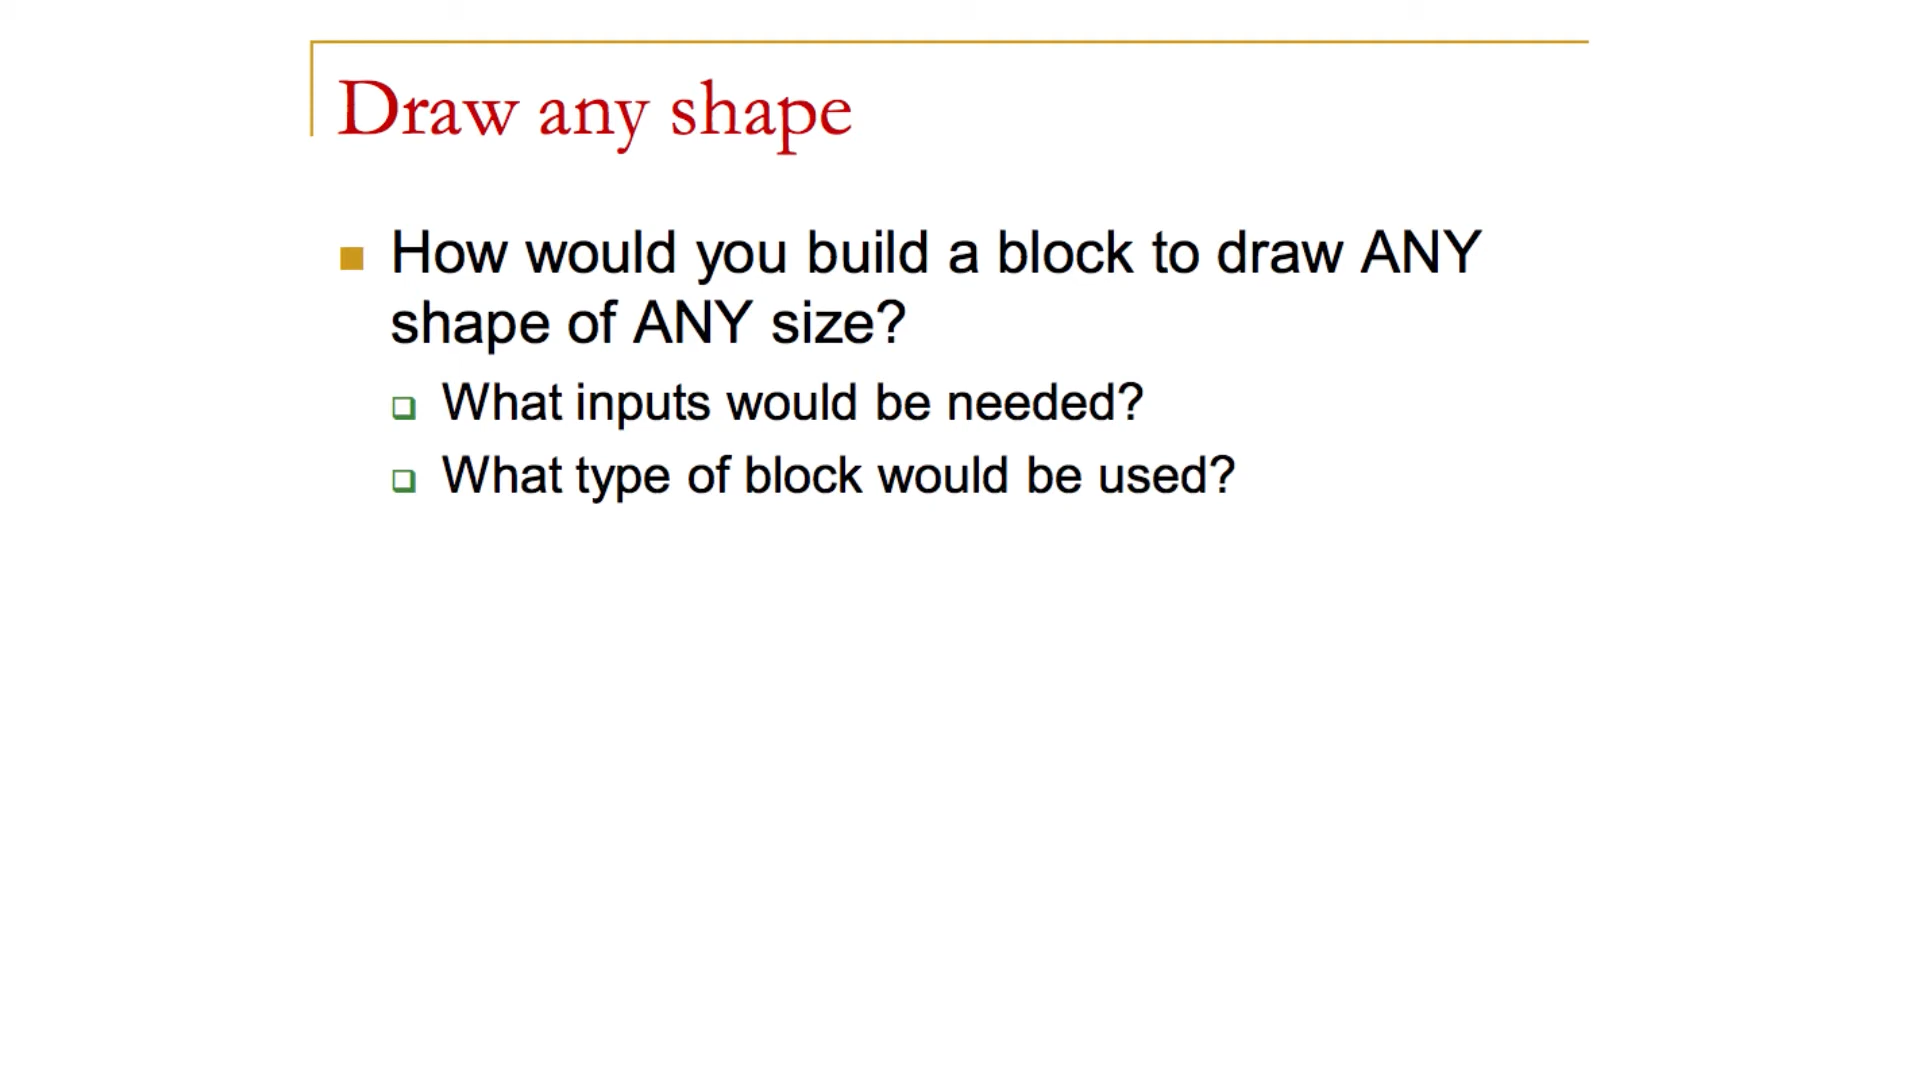 Draw any shape
How would you build a block to draw ANY
shape of ANY size?
What inputs would be needed?
What type of block would be used?